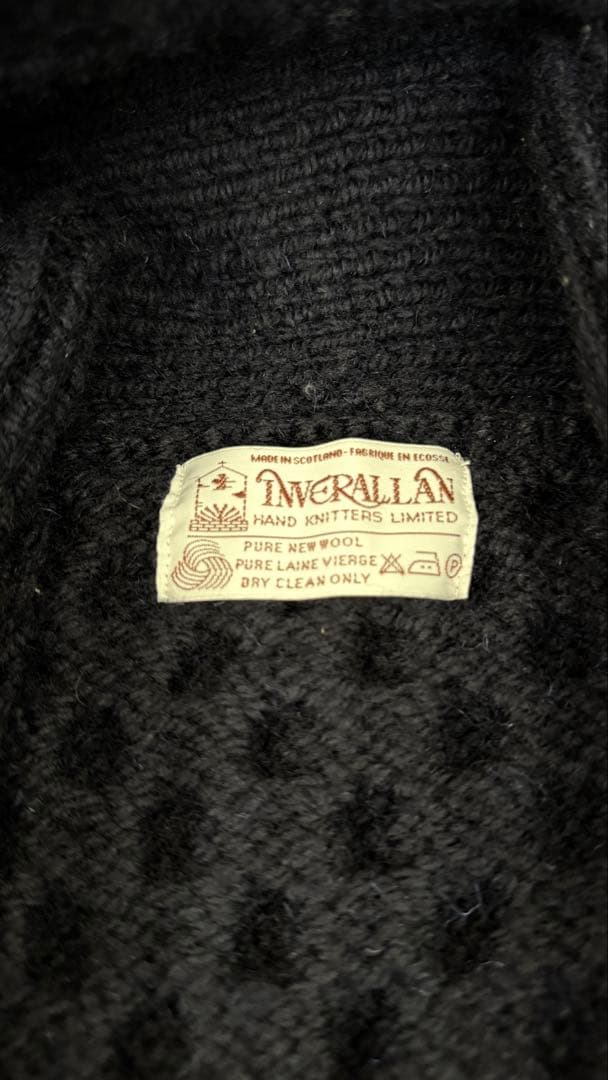 MADE IN SCOTLAND - FABRIQUE EN ECOSSE
INVERALLAN
HAND KNITTERS LIMITED
PURE NEW WOOL
PURE LAINE VIERGE
DRY CLEAN ONLY
P